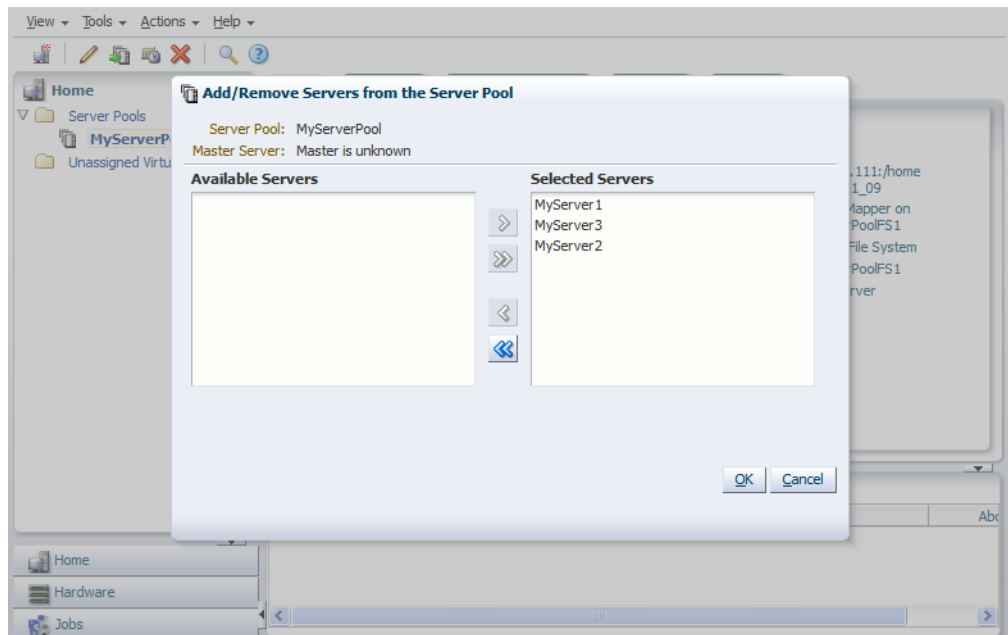 View Tools Actions Help
Home
Server Pools
MyServerP
Unassigned Virtu
Add/Remove Servers from the Server Pool
Server Pool: MyServerPool
Master Server: Master is unknown
Available Servers
Selected Servers
MyServer1
MyServer3
MyServer2
OK Cancel
.111:/home
1_09
Mapper on
PoolFS1
File System
PoolFS1
rver
Abo
Home
Hardware
Jobs